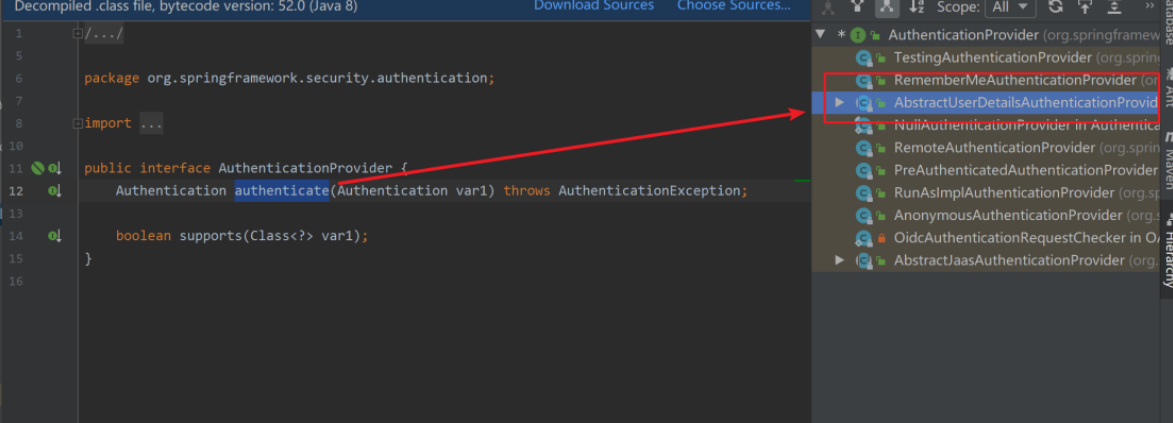 Decompiled .class file, bytecode version: 52.0 (Java 8)
Download Sources
Choose Sources...
1 /.../
5
6 package org.springframework.security.authentication;
7
8 import ...
10
11 public interface AuthenticationProvider {
12 Authentication authenticate(Authentication var1) throws AuthenticationException;
13
14 boolean supports(Class<?> var1);
15 }
16
Scope: All
* AuthenticationProvider (org.springframew
TestingAuthenticationProvider (org.spring
RememberMeAuthenticationProvider (or
AbstractUserDetailsAuthenticationProvid
NullAuthenticationProvider in Authentica
RemoteAuthenticationProvider (org.sprin
PreAuthenticatedAuthenticationProvider
RunAsImplAuthenticationProvider (org.sp
AnonymousAuthenticationProvider (org.s
OidcAuthenticationRequestChecker in OA
AbstractJaasAuthenticationProvider (org.
atabase
Ant
Maven
Hierarchy